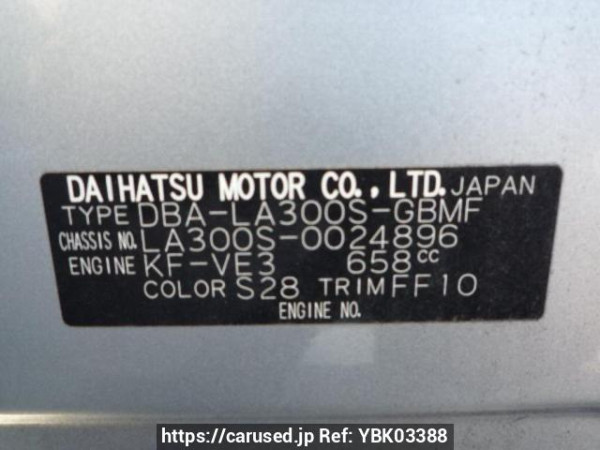 DAIHATSU MOTOR CO., LTD. JAPAN
TYPE DBA-LA300S-GBMF
CHASSIS NO. LA300S-0024896
ENGINE KF-VE3 658cc
COLOR S28 TRIM FF10
ENGINE NO.
https://carused.jp Ref: YBK03388